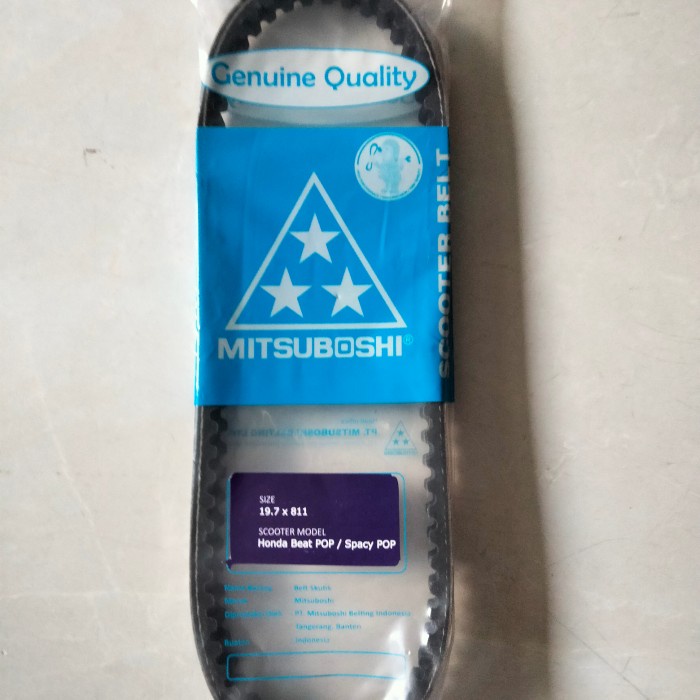 Genuine Quality
SCOOTER BELT
MITSUBOSHI®
SIZE
19.7 x 811
SCOOTER MODEL
Honda Beat POP / Spacy POP
Belt Skutik
Mitsuboshi
PT. Mitsuboshi Belting Indonesia
Tangerang, Banten
Indonesia